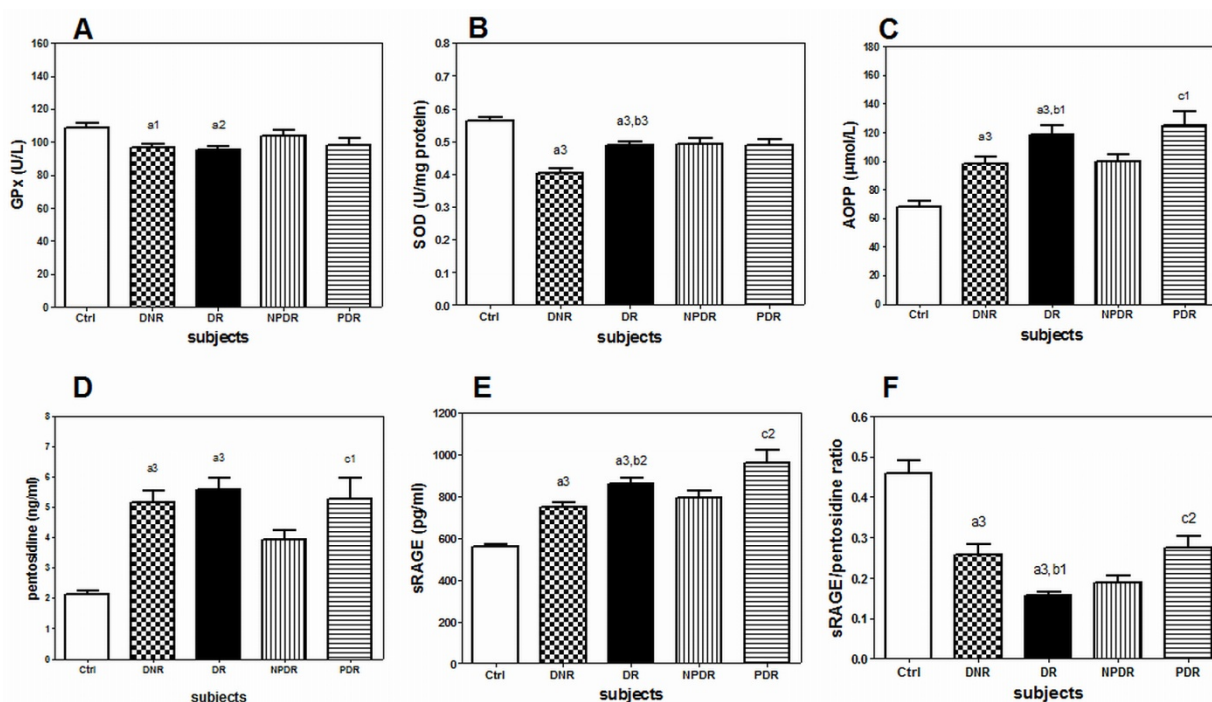 A
GPx (U/L)
160
140
120
100
80
60
40
20
0
a1
a2
Ctrl DNR DR NPDR PDR
subjects
B
SOD (U/mg protein)
0.8
0.7
0.6
0.5
0.4
0.3
0.2
0.1
0.0
a3
a3,b3
Ctrl DNR DR NPDR PDR
subjects
C
AOPP (μmol/L)
180
160
140
120
100
80
60
40
20
0
a3
a3,b1
c1
Ctrl DNR DR NPDR PDR
subjects
D
pentosidine (ng/ml)
8
7
6
5
4
3
2
1
0
a3
a3
c1
Ctrl DNR DR NPDR PDR
subjects
E
sRAGE (pg/ml)
1200
1000
800
600
400
200
0
a3
a3,b2
c2
Ctrl DNR DR NPDR PDR
subjects
F
sRAGE/pentosidine ratio
0.6
0.5
0.4
0.3
0.2
0.1
0.0
a3
a3,b1
c2
Ctrl DNR DR NPDR PDR
subjects